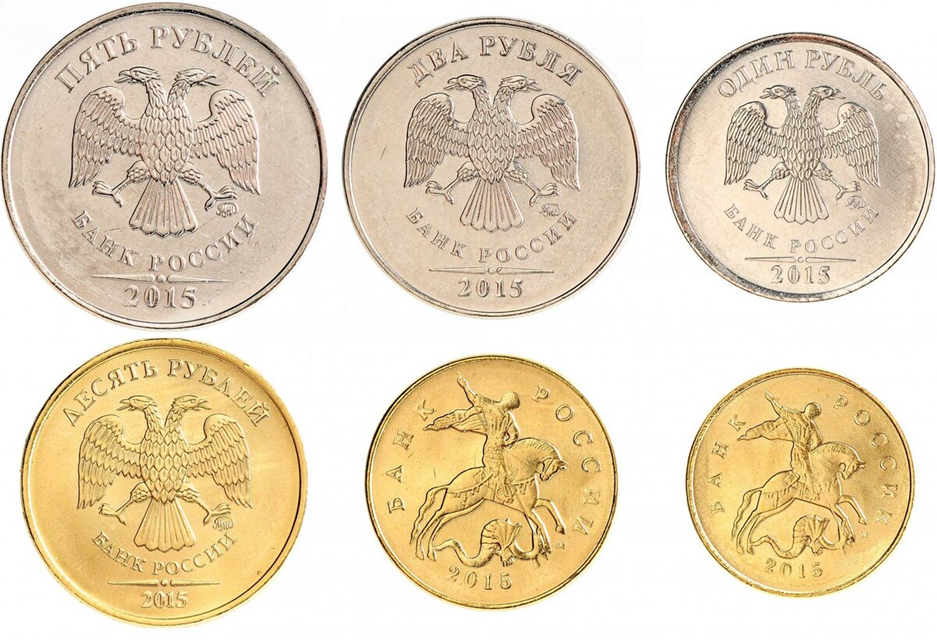 ПЯТЬ РУБЛЕЙ
БАНК РОССИИ
2015
ДВА РУБЛЯ
БАНК РОССИИ
2015
ОДИН РУБЛЬ
БАНК РОССИИ
2015
ДЕСЯТЬ РУБЛЕЙ
БАНК РОССИИ
2015
БАНК РОССИИ
2015
БАНК РОССИИ
2015